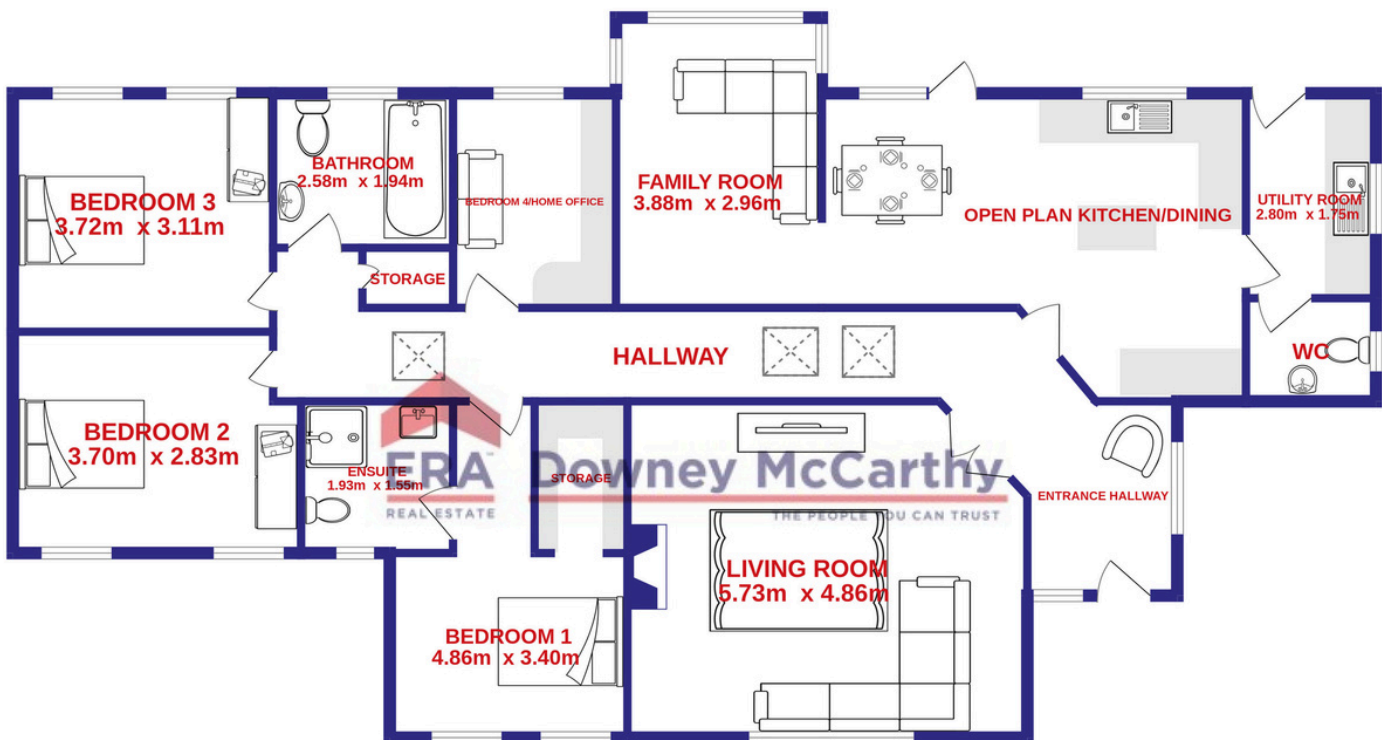 BEDROOM 3
3.72m x 3.11m
BATHROOM
2.58m x 1.94m
BEDROOM 4/HOME OFFICE
FAMILY ROOM
3.88m x 2.96m
OPEN PLAN KITCHEN/DINING
UTILITY ROOM
2.80m x 1.75m
STORAGE
HALLWAY
WC
BEDROOM 2
3.70m x 2.83m
ENSUITE
1.93m x 1.55m
STORAGE
ENTRANCE HALLWAY
ERA Downey McCarthy
REAL ESTATE
THE PEOPLE YOU CAN TRUST
LIVING ROOM
5.73m x 4.86m
BEDROOM 1
4.86m x 3.40m